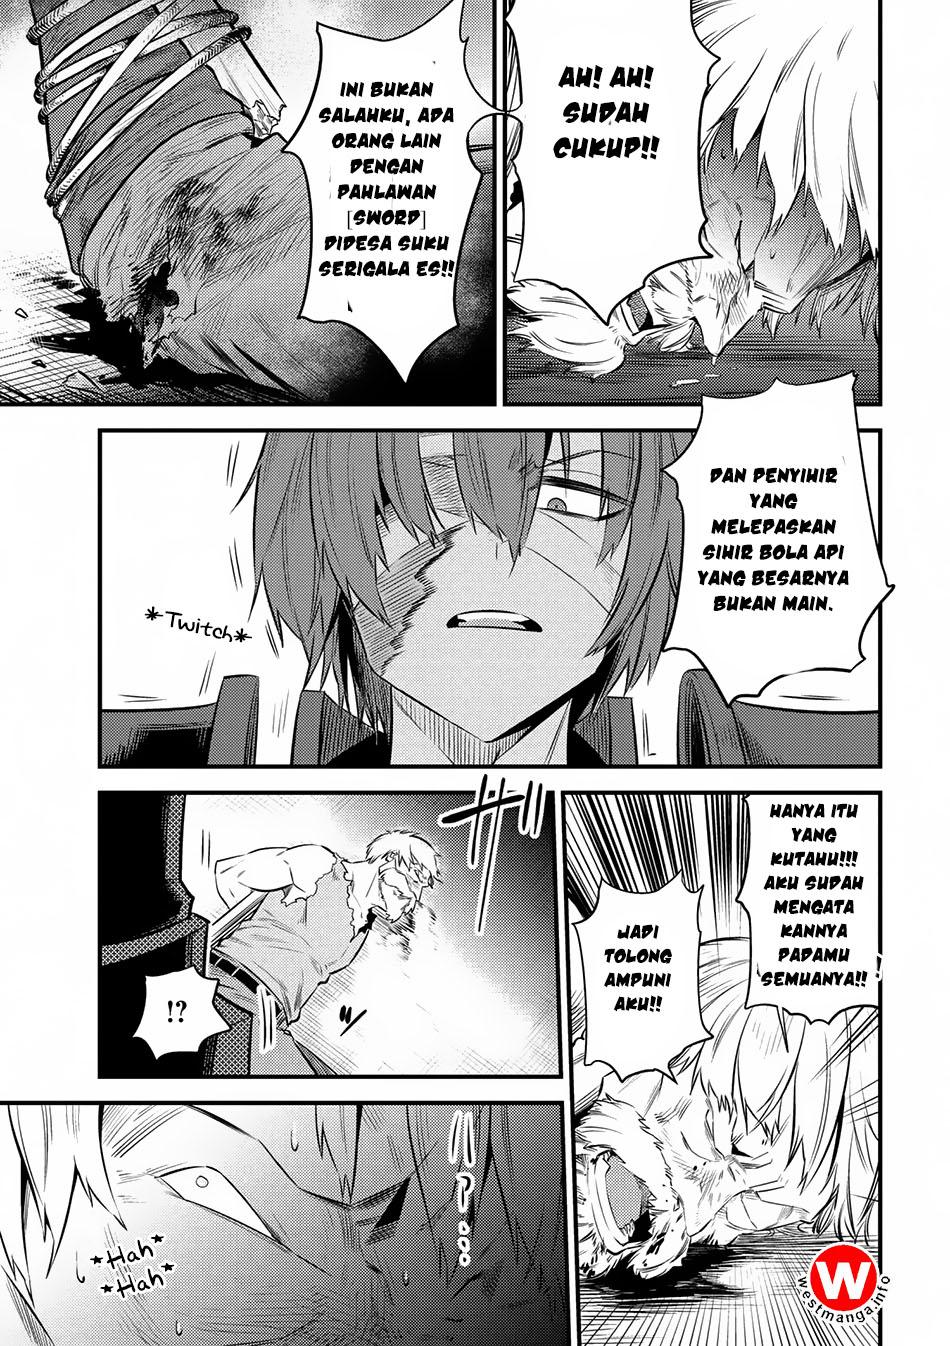 AH! AH!
SUDAH
CUKUP!!
INI BUKAN
SALAHKU, ADA
ORANG LAIN
DENGAN
PAHLAWAN
[SWORD]
DIDESA SUKU
SERIGALA ES!!
DAN PENYIHIR
YANG
MELEPASKAN
SIHIR BOLA API
YANG BESARNYA
BUKAN MAIN.
*Twitch*
HANYA ITU
YANG
KUTAHU!!!
AKU SUDAH
MENGATA
KANNYA
PADAMU
SEMUANYA!!
JADI
TOLONG
AMPUNI
AKU!!
!?
*Hah*
*Hah*
W
westmanga.info